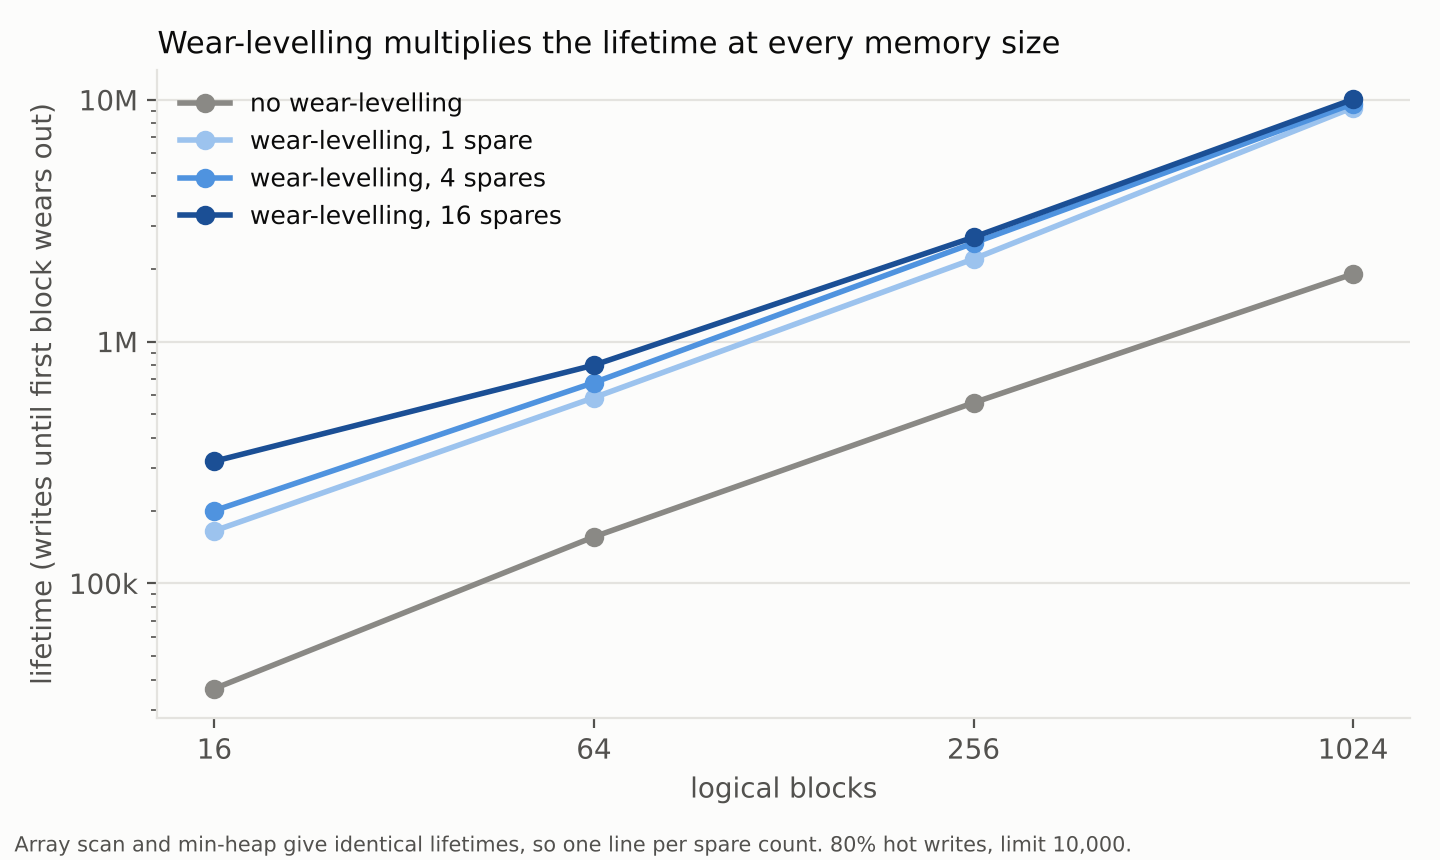 Wear-levelling multiplies the lifetime at every memory size
lifetime (writes until first block wears out)
10M
1M
100k
no wear-levelling
wear-levelling, 1 spare
wear-levelling, 4 spares
wear-levelling, 16 spares
16
64
256
1024
logical blocks
Array scan and min-heap give identical lifetimes, so one line per spare count. 80% hot writes, limit 10,000.